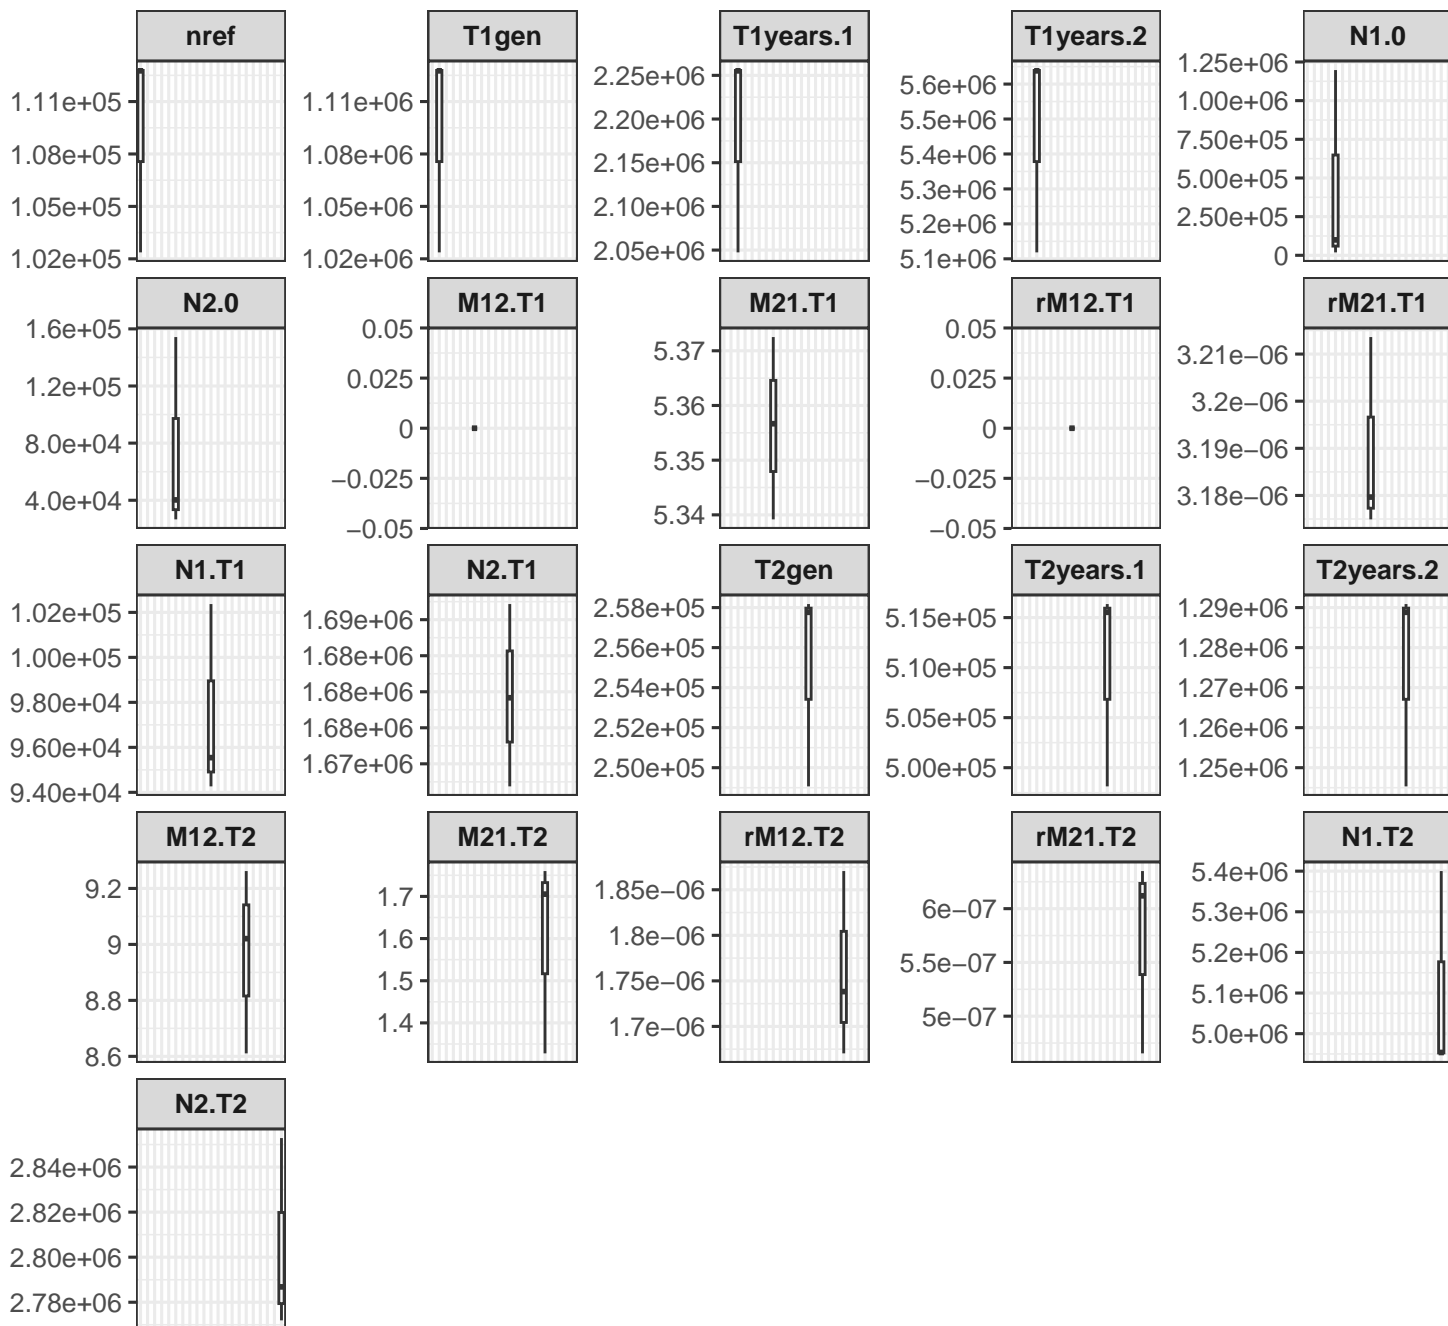 nref T1gen T1years.1 T1years.2 N1.0
1.11e+05 1.08e+05 1.05e+05 1.02e+05
1.11e+06 1.08e+06 1.05e+06 1.02e+06
2.25e+06 2.20e+06 2.15e+06 2.10e+06 2.05e+06
5.6e+06 5.5e+06 5.4e+06 5.3e+06 5.2e+06 5.1e+06
1.25e+06 1.00e+06 7.50e+05 5.00e+05 2.50e+05 0
N2.0 M12.T1 M21.T1 rM12.T1 rM21.T1
1.6e+05 1.2e+05 8.0e+04 4.0e+04
0.05 0.025 0 −0.025 −0.05
5.37 5.36 5.35 5.34
0.05 0.025 0 −0.025 −0.05
3.21e−06 3.2e−06 3.19e−06 3.18e−06
N1.T1 N2.T1 T2gen T2years.1 T2years.2
1.02e+05 1.00e+05 9.80e+04 9.60e+04 9.40e+04
1.69e+06 1.68e+06 1.68e+06 1.68e+06 1.67e+06
2.58e+05 2.56e+05 2.54e+05 2.52e+05 2.50e+05
5.15e+05 5.10e+05 5.05e+05 5.00e+05
1.29e+06 1.28e+06 1.27e+06 1.26e+06 1.25e+06
M12.T2 M21.T2 rM12.T2 rM21.T2 N1.T2
9.2 9 8.8 8.6
1.7 1.6 1.5 1.4
1.85e−06 1.8e−06 1.75e−06 1.7e−06
6e−07 5.5e−07 5e−07
5.4e+06 5.3e+06 5.2e+06 5.1e+06 5.0e+06
N2.T2
2.84e+06 2.82e+06 2.80e+06 2.78e+06